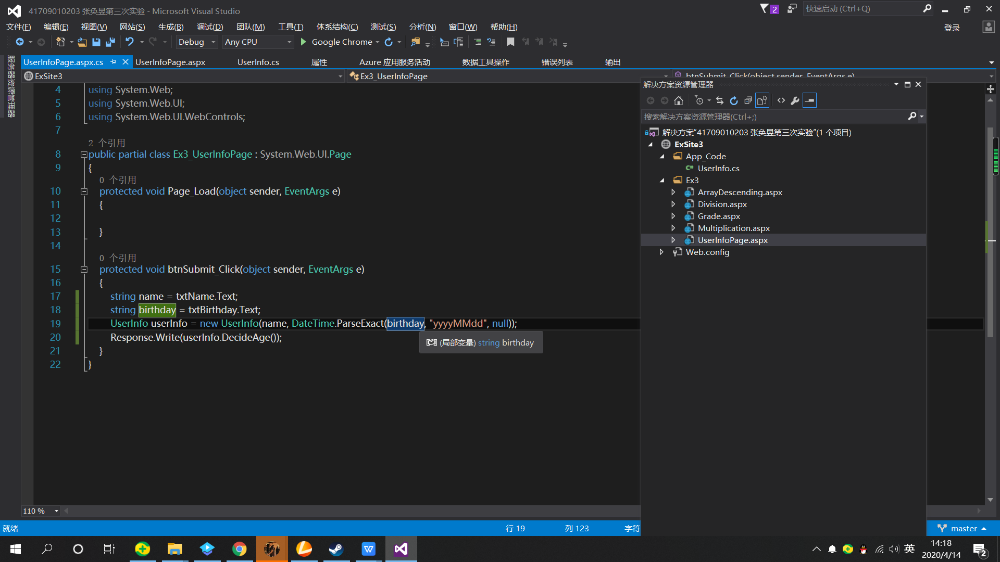 41709010203 张奂昱第三次实验 - Microsoft Visual Studio
2
快速启动 (Ctrl+Q)
文件(F) 编辑(E) 视图(V) 网站(S) 生成(B) 调试(D) 团队(M) 工具(T) 体系结构(C) 测试(S) 分析(N) 窗口(W) 帮助(H)
登录
Debug Any CPU Google Chrome
服务器资源管理器
UserInfoPage.aspx.cs UserInfoPage.aspx UserInfo.cs 属性 Azure 应用服务活动 数据工具操作 错误列表 输出
ExSite3 Ex3_UserInfoPage btnSubmit_Click(object sender, EventArgs e)
4 using System.Web;
5 using System.Web.UI;
6 using System.Web.UI.WebControls;
7
2 个引用
8 public partial class Ex3_UserInfoPage : System.Web.UI.Page
9 {
0 个引用
10 protected void Page_Load(object sender, EventArgs e)
11 {
12
13 }
14
0 个引用
15 protected void btnSubmit_Click(object sender, EventArgs e)
16 {
17 string name = txtName.Text;
18 string birthday = txtBirthday.Text;
19 UserInfo userInfo = new UserInfo(name, DateTime.ParseExact(birthday, "yyyyMMdd", null));
20 Response.Write(userInfo.DecideAge());
(局部变量) string birthday
21 }
22 }
解决方案资源管理器
搜索解决方案资源管理器(Ctrl+;)
解决方案"41709010203 张奂昱第三次实验"(1 个项目)
ExSite3
App_Code
UserInfo.cs
Ex3
ArrayDescending.aspx
Division.aspx
Grade.aspx
Multiplication.aspx
UserInfoPage.aspx
Web.config
110 %
就绪 行 19 列 123 字符 master
英
14:18
2020/4/14
2